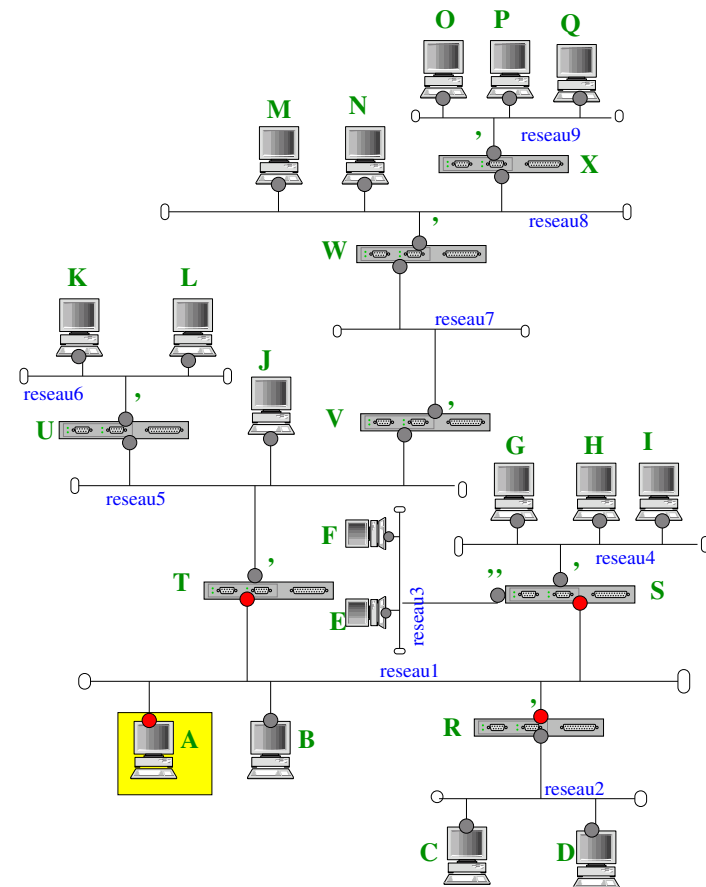 O P Q
reseau9
,
X
M N
reseau8
,
W
reseau7
K L
J
reseau6
,
U
V
,
G H I
reseau5
reseau4
F
T
,
,,
,
S
E
reseau3
reseau1
A
B
,
R
reseau2
C
D